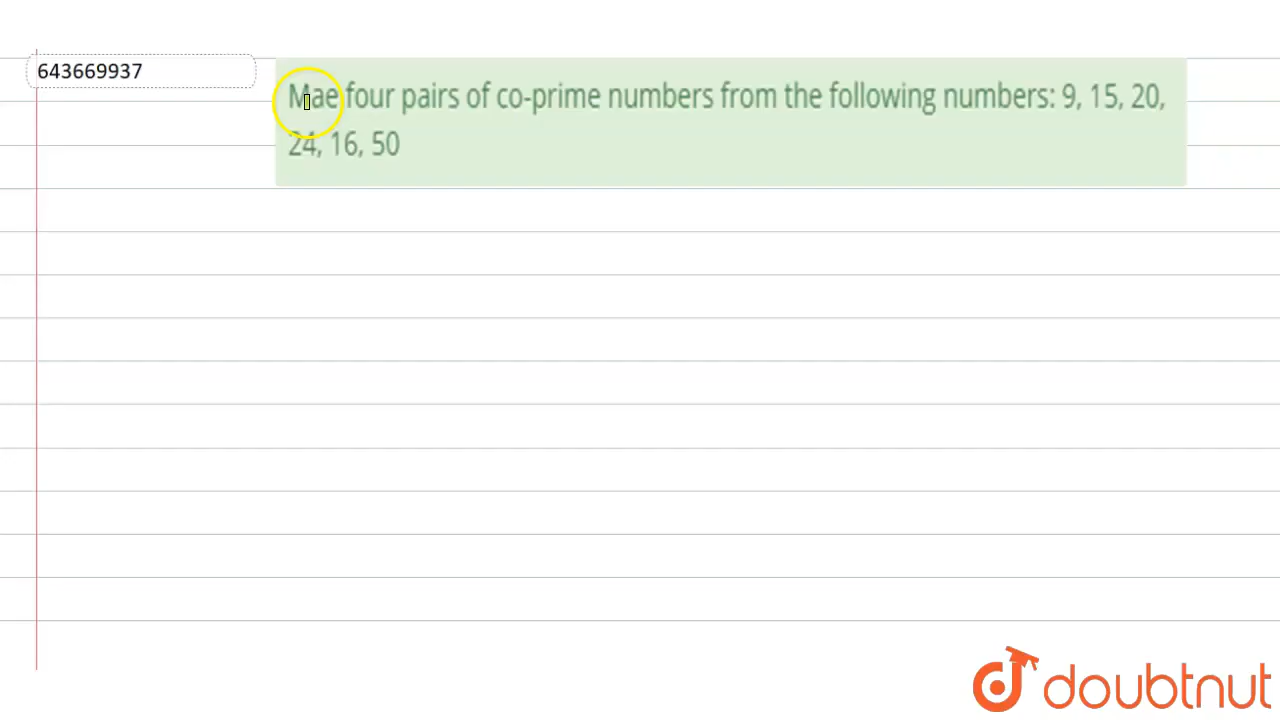 643669937
Mae four pairs of co-prime numbers from the following numbers: 9, 15, 20,
24, 16, 50
doubtnut